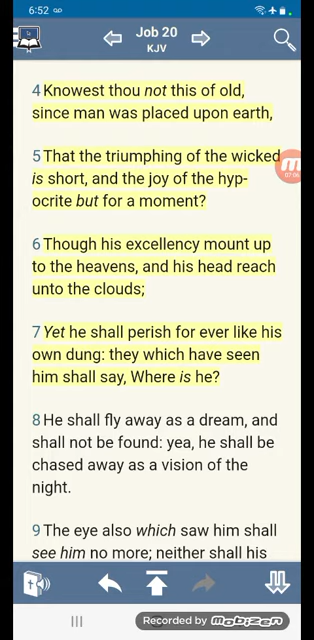 6:52
Job 20
KJV
4 Knowest thou not this of old,
since man was placed upon earth,
5 That the triumphing of the wicked
is short, and the joy of the hyp-
ocrite but for a moment?
6 Though his excellency mount up
to the heavens, and his head reach
unto the clouds;
7 Yet he shall perish for ever like his
own dung: they which have seen
him shall say, Where is he?
8 He shall fly away as a dream, and
shall not be found: yea, he shall be
chased away as a vision of the
night.
9 The eye also which saw him shall
see him no more; neither shall his
Recorded by mobizen